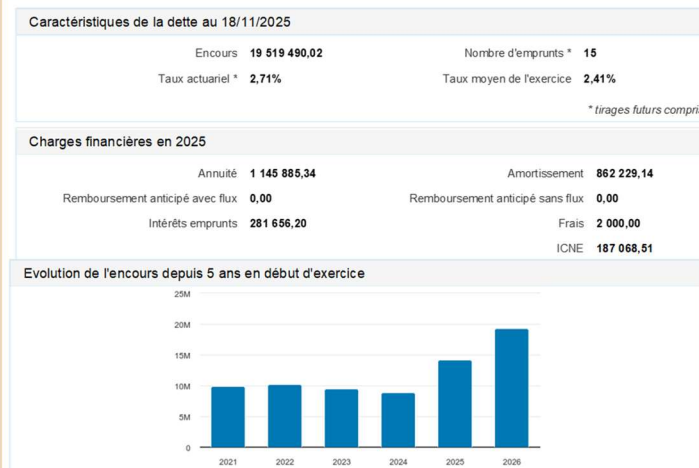 Caractéristiques de la dette au 18/11/2025
Encours 19 519 490,02 Nombre d'emprunts * 15
Taux actuariel * 2,71% Taux moyen de l'exercice 2,41%
* tirages futurs compri
Charges financières en 2025
Annuité 1 145 885,34 Amortissement 862 229,14
Remboursement anticipé avec flux 0,00 Remboursement anticipé sans flux 0,00
Intérêts emprunts 281 656,20 Frais 2 000,00
ICNE 187 068,51
Evolution de l'encours depuis 5 ans en début d'exercice
25M
20M
15M
10M
5M
0
2021 2022 2023 2024 2025 2026